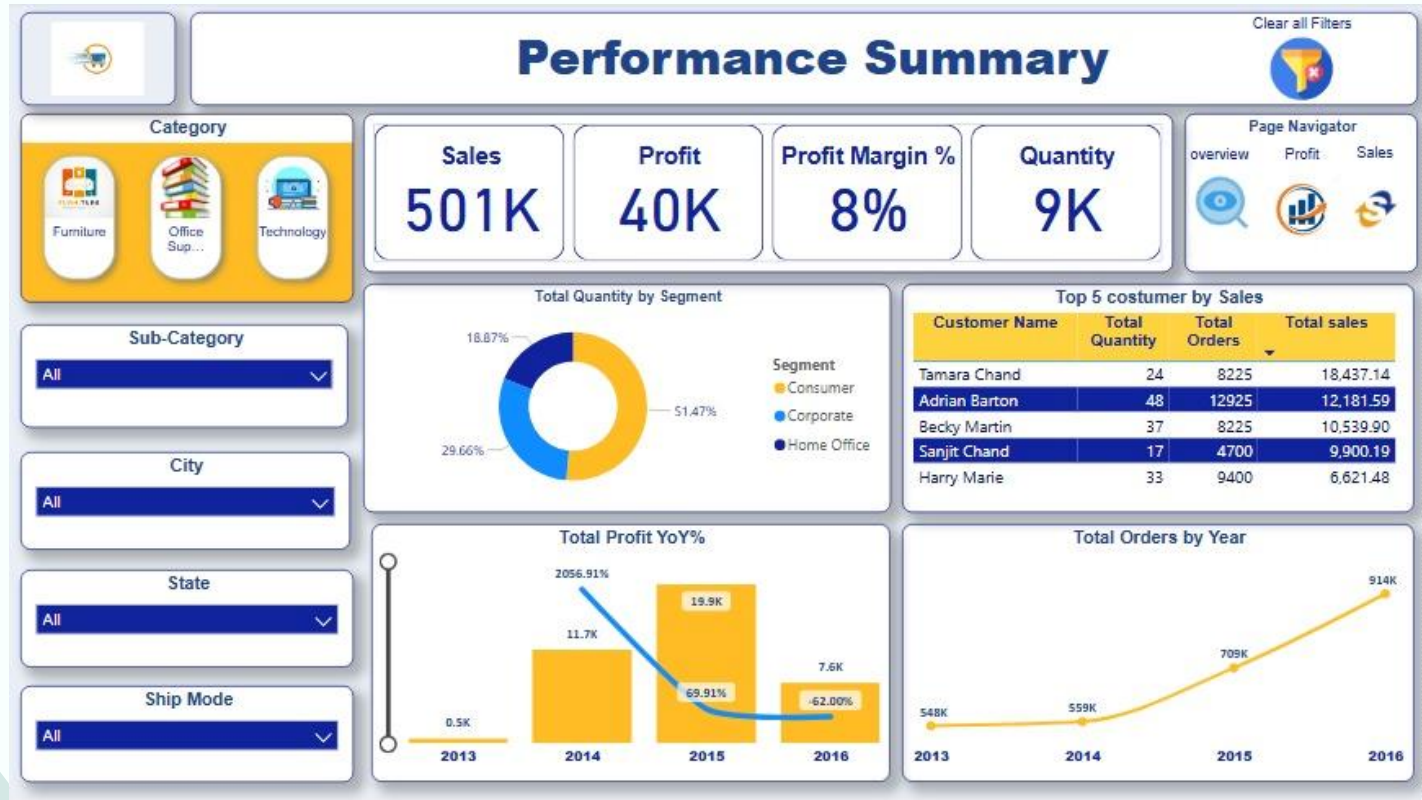 Performance Summary
Clear all Filters
Category
Furniture
Office
Sup...
Technology
Sales
501K
Profit
40K
Profit Margin %
8%
Quantity
9K
Page Navigator
overview
Profit
Sales
Sub-Category
All
City
All
State
All
Ship Mode
All
Total Quantity by Segment
18.87%
51.47%
29.66%
Segment
Consumer
Corporate
Home Office
Top 5 costumer by Sales
Customer Name Total Quantity Total Orders Total sales
Tamara Chand 24 8225 18,437.14
Adrian Barton 48 12925 12,181.59
Becky Martin 37 8225 10,539.90
Sanjit Chand 17 4700 9,900.19
Harry Marie 33 9400 6,621.48
Total Profit YoY%
2056.91%
19.9K
11.7K
7.6K
69.91%
-62.00%
0.5K
2013 2014 2015 2016
Total Orders by Year
914K
709K
559K
548K
2013 2014 2015 2016